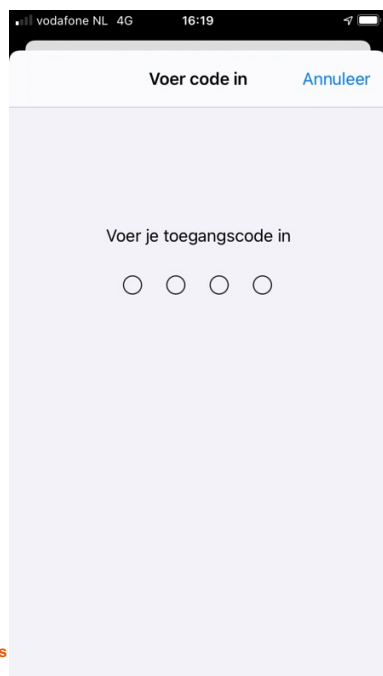 vodafone NL 4G 16:19
Voer code in Annuleer
Voer je toegangscode in
s